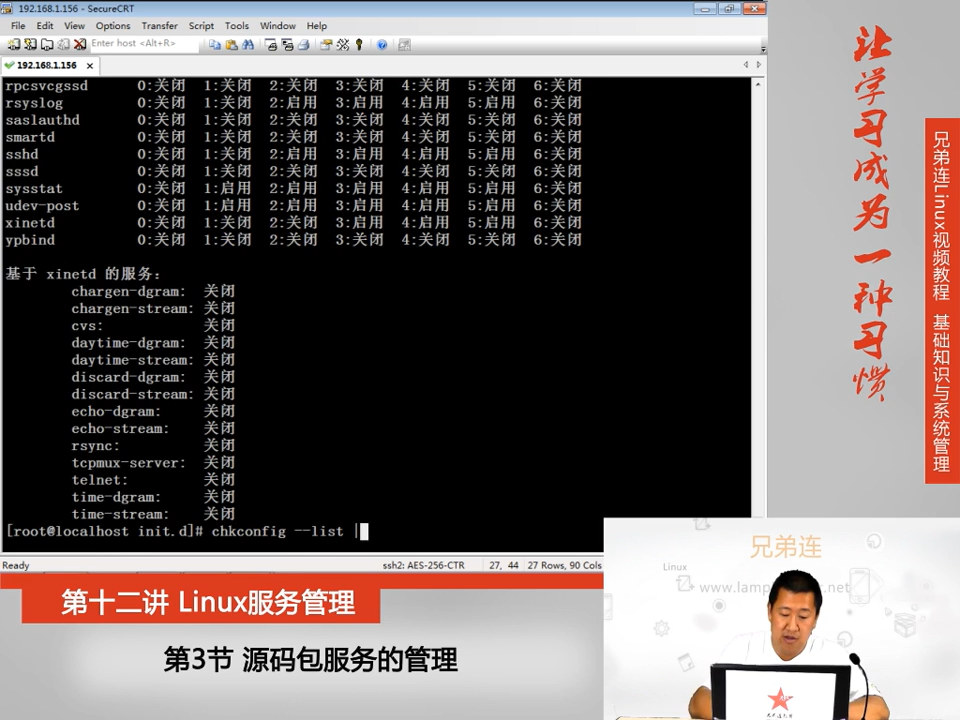 192.168.1.156 - SecureCRT
File Edit View Options Transfer Script Tools Window Help
Enter host <Alt+R>
192.168.1.156
rpcsvcgssd 0:关闭 1:关闭 2:关闭 3:关闭 4:关闭 5:关闭 6:关闭
rsyslog 0:关闭 1:关闭 2:启用 3:启用 4:启用 5:启用 6:关闭
saslauthd 0:关闭 1:关闭 2:关闭 3:关闭 4:关闭 5:关闭 6:关闭
smartd 0:关闭 1:关闭 2:关闭 3:关闭 4:关闭 5:关闭 6:关闭
sshd 0:关闭 1:关闭 2:启用 3:启用 4:启用 5:启用 6:关闭
sssd 0:关闭 1:关闭 2:关闭 3:关闭 4:关闭 5:关闭 6:关闭
sysstat 0:关闭 1:启用 2:启用 3:启用 4:启用 5:启用 6:关闭
udev-post 0:关闭 1:启用 2:启用 3:启用 4:启用 5:启用 6:关闭
xinetd 0:关闭 1:关闭 2:关闭 3:启用 4:启用 5:启用 6:关闭
ypbind 0:关闭 1:关闭 2:关闭 3:关闭 4:关闭 5:关闭 6:关闭
基于 xinetd 的服务:
chargen-dgram: 关闭
chargen-stream: 关闭
cvs: 关闭
daytime-dgram: 关闭
daytime-stream: 关闭
discard-dgram: 关闭
discard-stream: 关闭
echo-dgram: 关闭
echo-stream: 关闭
rsync: 关闭
tcpmux-server: 关闭
telnet: 关闭
time-dgram: 关闭
time-stream: 关闭
[root@localhost init.d]# chkconfig --list |
Ready ssh2: AES-256-CTR 27, 44 27 Rows, 90 Cols
让学习成为一种习惯
兄弟连Linux视频教程 基础知识与系统管理
第十二讲 Linux服务管理
第3节 源码包服务的管理
兄弟连
Linux
www.lamp
.net